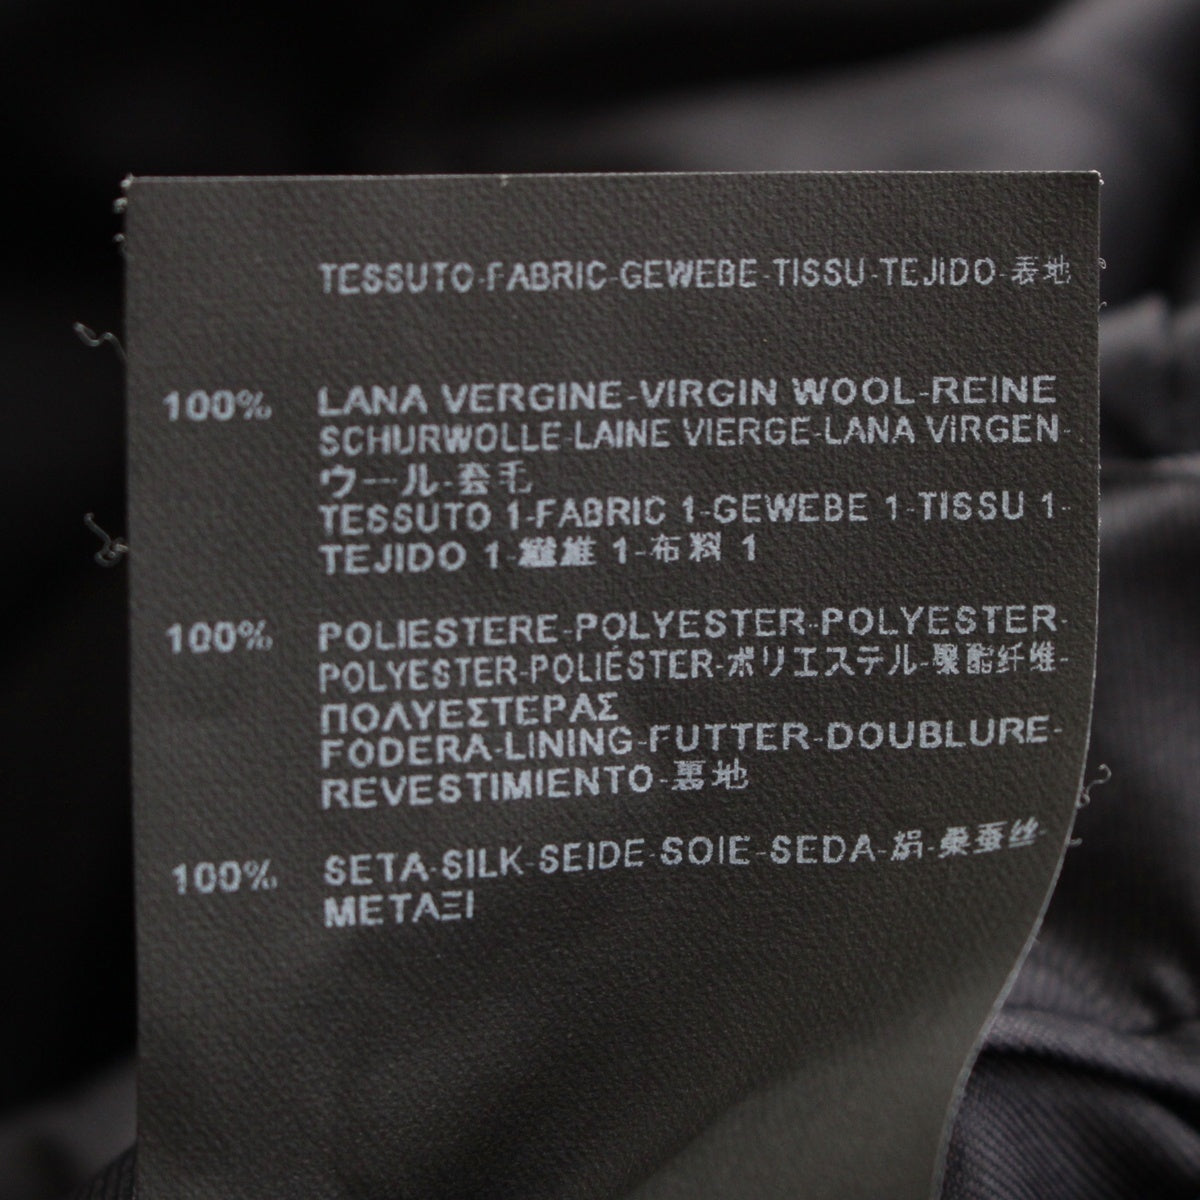 TESSUTO-FABRIC-GEWEBE-TISSU-TEJIDO-表地
100% LANA VERGINE-VIRGIN WOOL-REINE
SCHURWOLLE-LAINE VIERGE-LANA VIRGEN-
ウール-套毛
TESSUTO 1-FABRIC 1-GEWEBE 1-TISSU 1-
TEJIDO 1-繊維 1-布料 1
100% POLIESTERE-POLYESTER-POLYESTER-
POLYESTER-POLIÉSTER-ポリエステル-聚酯纤维-
ΠΟΛΥΕΣΤΕΡΑΣ
FODERA-LINING-FUTTER-DOUBLURE-
REVESTIMIENTO-裏地
100% SETA-SILK-SEIDE-SOIE-SEDA-絹-桑蚕丝-
ΜΕΤΑΞΙ